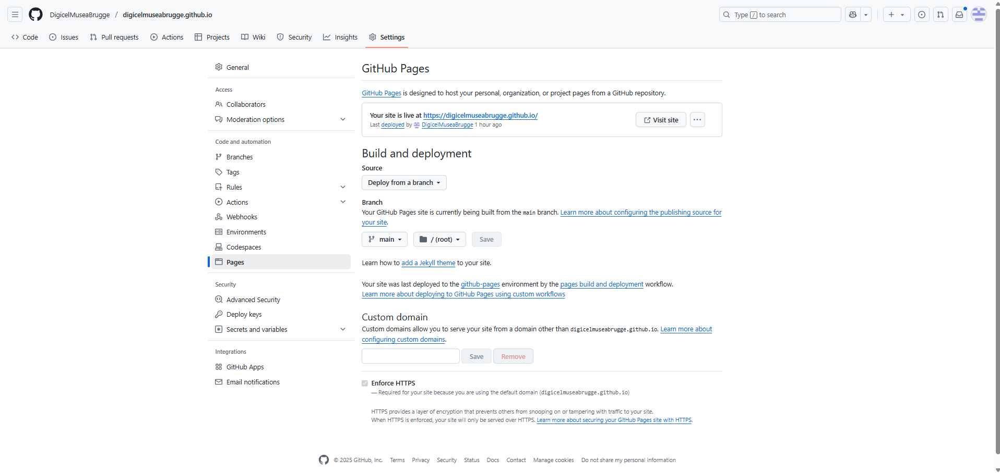 DigicelMuseaBrugge / digicelmuseabrugge.github.io
Type / to search
Code Issues Pull requests Actions Projects Wiki Security Insights Settings
General
Access
Collaborators
Moderation options
Code and automation
Branches
Tags
Rules
Actions
Webhooks
Environments
Codespaces
Pages
Security
Advanced Security
Deploy keys
Secrets and variables
Integrations
GitHub Apps
Email notifications
GitHub Pages
GitHub Pages is designed to host your personal, organization, or project pages from a GitHub repository.
Your site is live at https://digicelmuseabrugge.github.io/
Last deployed by DigicelMuseaBrugge 1 hour ago
Visit site
Build and deployment
Source
Deploy from a branch
Branch
Your GitHub Pages site is currently being built from the main branch. Learn more about configuring the publishing source for
your site.
main / (root) Save
Learn how to add a Jekyll theme to your site.
Your site was last deployed to the github-pages environment by the pages build and deployment workflow.
Learn more about deploying to GitHub Pages using custom workflows
Custom domain
Custom domains allow you to serve your site from a domain other than digicelmuseabrugge.github.io. Learn more about
configuring custom domains.
Save Remove
Enforce HTTPS
— Required for your site because you are using the default domain (digicelmuseabrugge.github.io)
HTTPS provides a layer of encryption that prevents others from snooping on or tampering with traffic to your site.
When HTTPS is enforced, your site will only be served over HTTPS. Learn more about securing your GitHub Pages site with HTTPS.
© 2025 GitHub, Inc. Terms Privacy Security Status Docs Contact Manage cookies Do not share my personal information